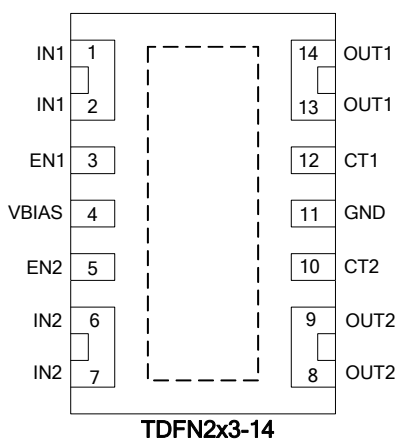 IN1 1 14 OUT1
IN1 2 13 OUT1
EN1 3 12 CT1
VBIAS 4 11 GND
EN2 5 10 CT2
IN2 6 9 OUT2
IN2 7 8 OUT2
TDFN2x3-14